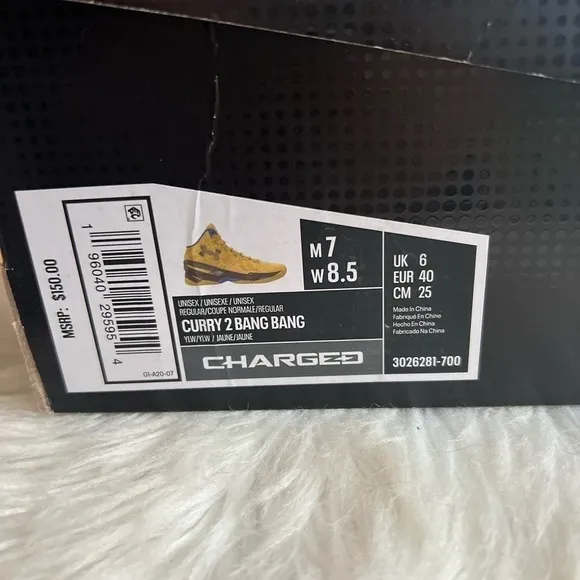 MSRP: $150.00
1 96040 29595 4
G1-A20-07
M 7
W 8.5
UK 6
EUR 40
CM 25
UNISEX / UNISEXE / UNISEX
REGULAR/COUPE NORMALE/REGULAR
CURRY 2 BANG BANG
YLW/YLW / JAUNE/JAUNE
CHARGED
Made In China
Fabriqué En Chine
Hecho En China
Fabricado Na China
3026281-700